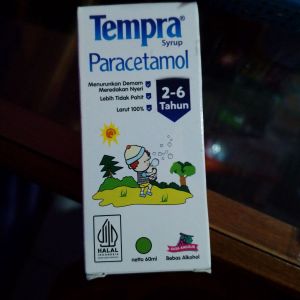 Tempra®
Syrup
Paracetamol
Menurunkan Demam
Meredakan Nyeri
Lebih Tidak Pahit
Larut 100%
2-6
Tahun
HALAL
INDONESIA
netto 60ml
Bebas Alkohol